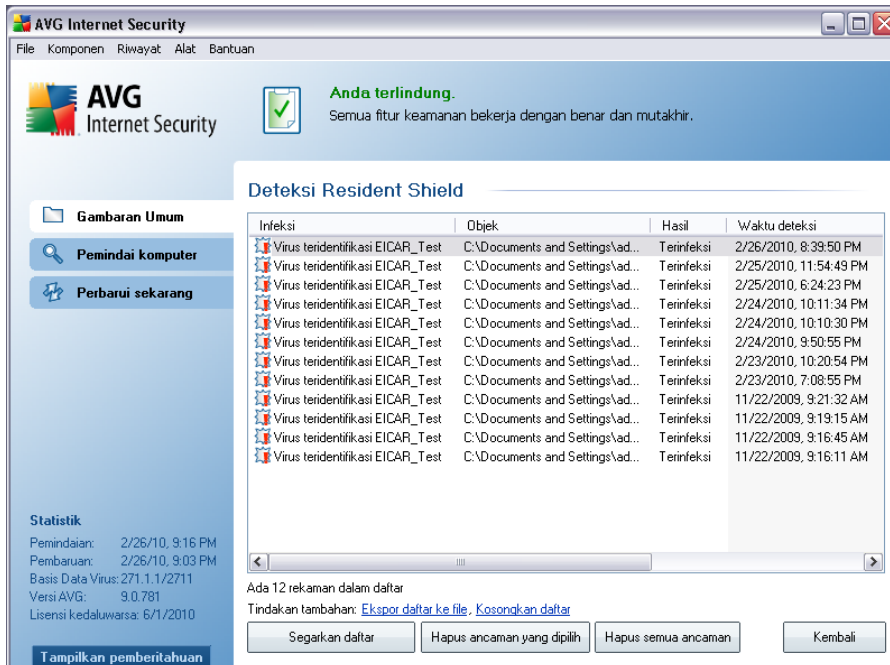 AVG Internet Security
File Komponen Riwayat Alat Bantuan
AVG
Internet Security
Anda terlindung.
Semua fitur keamanan bekerja dengan benar dan mutakhir.
Gambaran Umum
Pemindai komputer
Perbarui sekarang
Deteksi Resident Shield
Infeksi Objek Hasil Waktu deteksi
Virus teridentifikasi EICAR_Test C:\Documents and Settings\ad... Terinfeksi 2/26/2010, 8:39:50 PM
Virus teridentifikasi EICAR_Test C:\Documents and Settings\ad... Terinfeksi 2/25/2010, 11:54:49 PM
Virus teridentifikasi EICAR_Test C:\Documents and Settings\ad... Terinfeksi 2/25/2010, 6:24:23 PM
Virus teridentifikasi EICAR_Test C:\Documents and Settings\ad... Terinfeksi 2/24/2010, 10:11:34 PM
Virus teridentifikasi EICAR_Test C:\Documents and Settings\ad... Terinfeksi 2/24/2010, 10:10:30 PM
Virus teridentifikasi EICAR_Test C:\Documents and Settings\ad... Terinfeksi 2/24/2010, 9:50:55 PM
Virus teridentifikasi EICAR_Test C:\Documents and Settings\ad... Terinfeksi 2/23/2010, 10:20:54 PM
Virus teridentifikasi EICAR_Test C:\Documents and Settings\ad... Terinfeksi 2/23/2010, 7:08:55 PM
Virus teridentifikasi EICAR_Test C:\Documents and Settings\ad... Terinfeksi 11/22/2009, 9:21:32 AM
Virus teridentifikasi EICAR_Test C:\Documents and Settings\ad... Terinfeksi 11/22/2009, 9:19:15 AM
Virus teridentifikasi EICAR_Test C:\Documents and Settings\ad... Terinfeksi 11/22/2009, 9:16:45 AM
Virus teridentifikasi EICAR_Test C:\Documents and Settings\ad... Terinfeksi 11/22/2009, 9:16:11 AM
Statistik
Pemindaian: 2/26/10, 9:16 PM
Pembaruan: 2/26/10, 9:03 PM
Basis Data Virus: 271.1.1/2711
Versi AVG: 9.0.781
Lisensi kedaluwarsa: 6/1/2010
Tampilkan pemberitahuan
Ada 12 rekaman dalam daftar
Tindakan tambahan: Ekspor daftar ke file, Kosongkan daftar
Segarkan daftar Hapus ancaman yang dipilih Hapus semua ancaman Kembali